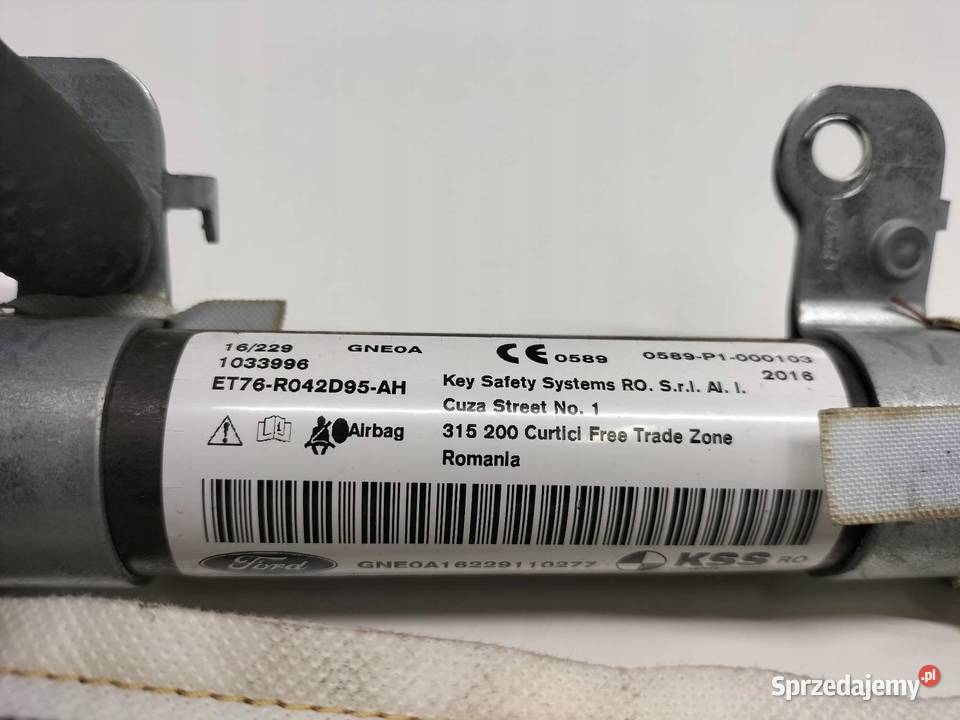 16/229 GNE0A CE 0589 0589-P1-000103
1033996 2016
ET76-R042D95-AH Key Safety Systems RO. S.r.l. Al. I.
Cuza Street No. 1
Airbag 315 200 Curtici Free Trade Zone
Romania
Ford GNE0A16229110277 KSS RO
Sprzedajemy.pl